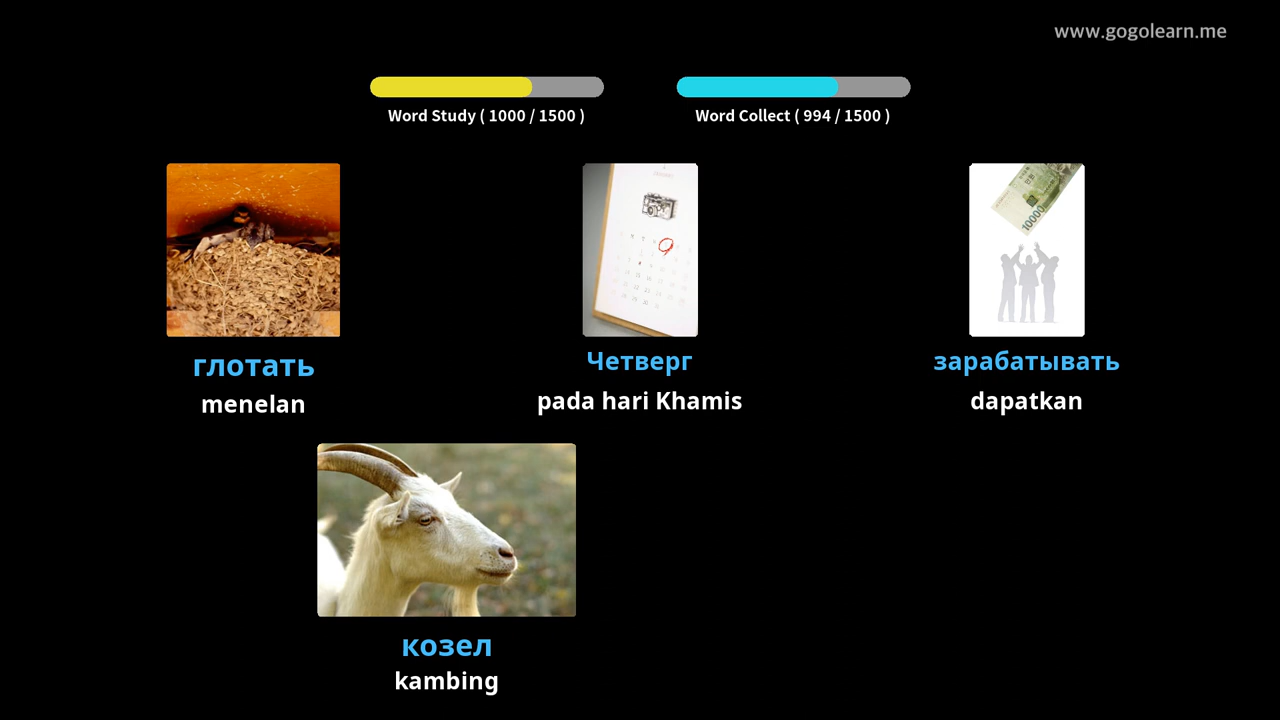 www.gogolearn.me
Word Study ( 1000 / 1500 )
Word Collect ( 994 / 1500 )
10000
глотать
Четверг
зарабатывать
menelan
pada hari Khamis
dapatkan
козел
kambing